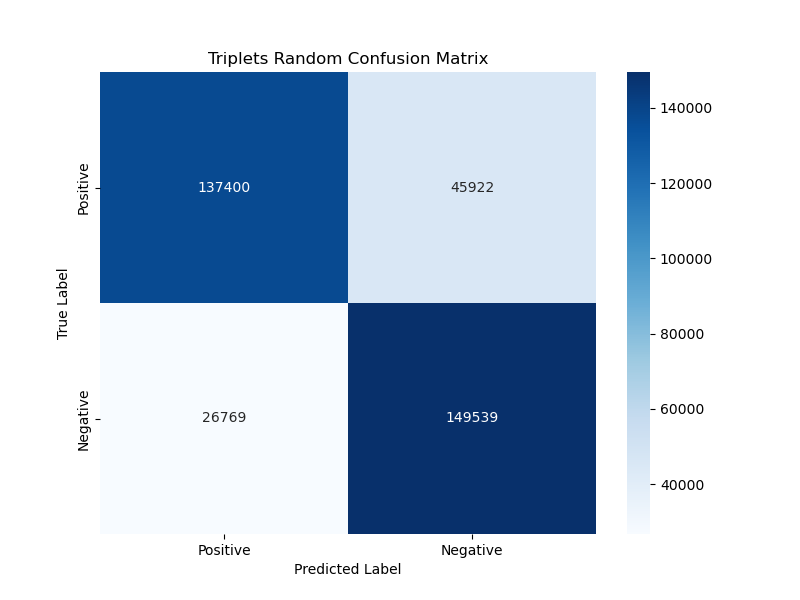 Triplets Random Confusion Matrix
True Label
Positive
Negative
137400
45922
26769
149539
Positive
Negative
Predicted Label
140000
120000
100000
80000
60000
40000